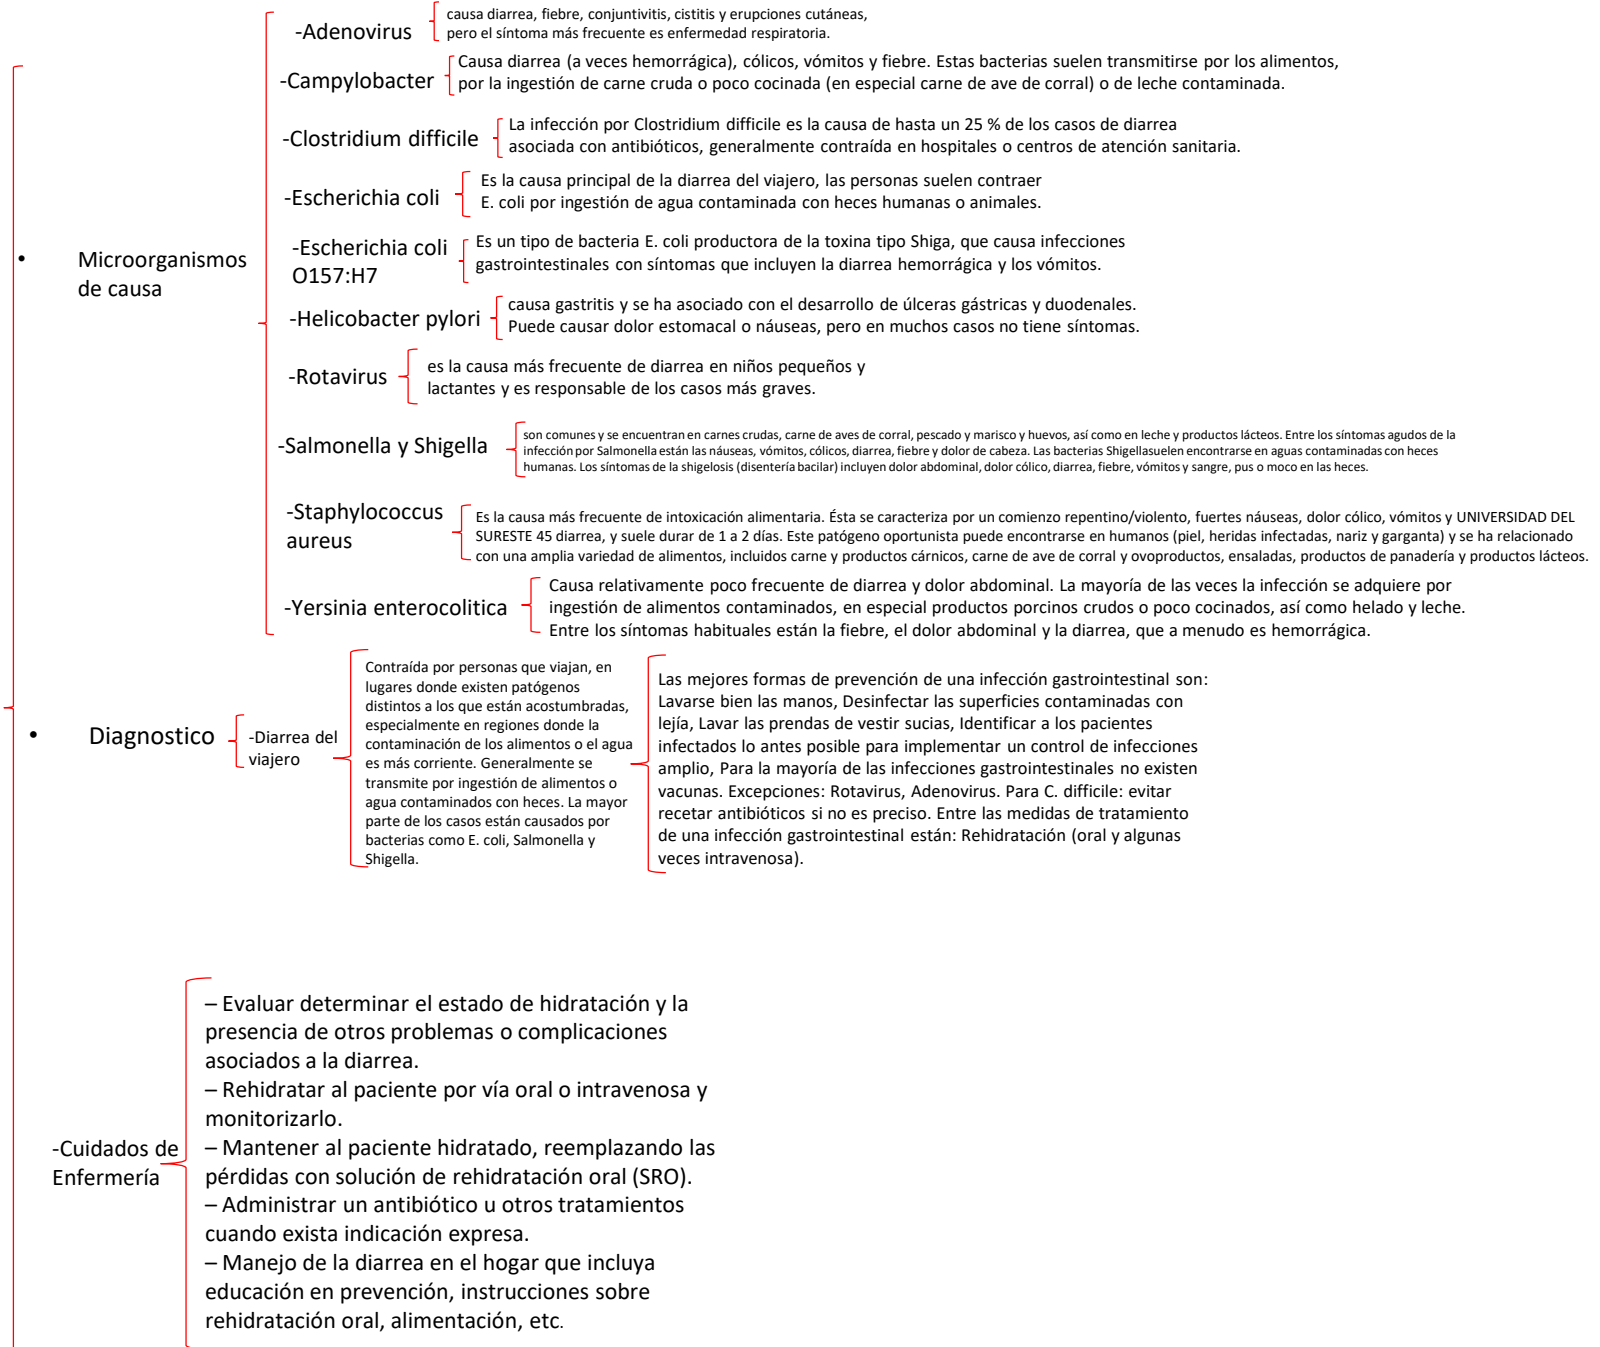 -Adenovirus
causa diarrea, fiebre, conjuntivitis, cistitis y erupciones cutáneas,
pero el síntoma más frecuente es enfermedad respiratoria.
-Campylobacter
Causa diarrea (a veces hemorrágica), cólicos, vómitos y fiebre. Estas bacterias suelen transmitirse por los alimentos,
por la ingestión de carne cruda o poco cocinada (en especial carne de ave de corral) o de leche contaminada.
-Clostridium difficile
La infección por Clostridium difficile es la causa de hasta un 25 % de los casos de diarrea
asociada con antibióticos, generalmente contraída en hospitales o centros de atención sanitaria.
-Escherichia coli
Es la causa principal de la diarrea del viajero, las personas suelen contraer
E. coli por ingestión de agua contaminada con heces humanas o animales.
• Microorganismos
de causa
-Escherichia coli
O157:H7
Es un tipo de bacteria E. coli productora de la toxina tipo Shiga, que causa infecciones
gastrointestinales con síntomas que incluyen la diarrea hemorrágica y los vómitos.
-Helicobacter pylori
causa gastritis y se ha asociado con el desarrollo de úlceras gástricas y duodenales.
Puede causar dolor estomacal o náuseas, pero en muchos casos no tiene síntomas.
-Rotavirus
es la causa más frecuente de diarrea en niños pequeños y
lactantes y es responsable de los casos más graves.
-Salmonella y Shigella
son comunes y se encuentran en carnes crudas, carne de aves de corral, pescado y marisco y huevos, así como en leche y productos lácteos. Entre los síntomas agudos de la
infección por Salmonella están las náuseas, vómitos, cólicos, diarrea, fiebre y dolor de cabeza. Las bacterias Shigellasuelen encontrarse en aguas contaminadas con heces
humanas. Los síntomas de la shigelosis (disentería bacilar) incluyen dolor abdominal, dolor cólico, diarrea, fiebre, vómitos y sangre, pus o moco en las heces.
-Staphylococcus
aureus
Es la causa más frecuente de intoxicación alimentaria. Ésta se caracteriza por un comienzo repentino/violento, fuertes náuseas, dolor cólico, vómitos y UNIVERSIDAD DEL
SURESTE 45 diarrea, y suele durar de 1 a 2 días. Este patógeno oportunista puede encontrarse en humanos (piel, heridas infectadas, nariz y garganta) y se ha relacionado
con una amplia variedad de alimentos, incluidos carne y productos cárnicos, carne de ave de corral y ovoproductos, ensaladas, productos de panadería y productos lácteos.
-Yersinia enterocolitica
Causa relativamente poco frecuente de diarrea y dolor abdominal. La mayoría de las veces la infección se adquiere por
ingestión de alimentos contaminados, en especial productos porcinos crudos o poco cocinados, así como helado y leche.
Entre los síntomas habituales están la fiebre, el dolor abdominal y la diarrea, que a menudo es hemorrágica.
• Diagnostico
-Diarrea del
viajero
Contraída por personas que viajan, en
lugares donde existen patógenos
distintos a los que están acostumbradas,
especialmente en regiones donde la
contaminación de los alimentos o el agua
es más corriente. Generalmente se
transmite por ingestión de alimentos o
agua contaminados con heces. La mayor
parte de los casos están causados por
bacterias como E. coli, Salmonella y
Shigella.
Las mejores formas de prevención de una infección gastrointestinal son:
Lavarse bien las manos, Desinfectar las superficies contaminadas con
lejía, Lavar las prendas de vestir sucias, Identificar a los pacientes
infectados lo antes posible para implementar un control de infecciones
amplio, Para la mayoría de las infecciones gastrointestinales no existen
vacunas. Excepciones: Rotavirus, Adenovirus. Para C. difficile: evitar
recetar antibióticos si no es preciso. Entre las medidas de tratamiento
de una infección gastrointestinal están: Rehidratación (oral y algunas
veces intravenosa).
-Cuidados de
Enfermería
– Evaluar determinar el estado de hidratación y la
presencia de otros problemas o complicaciones
asociados a la diarrea.
– Rehidratar al paciente por vía oral o intravenosa y
monitorizarlo.
– Mantener al paciente hidratado, reemplazando las
pérdidas con solución de rehidratación oral (SRO).
– Administrar un antibiótico u otros tratamientos
cuando exista indicación expresa.
– Manejo de la diarrea en el hogar que incluya
educación en prevención, instrucciones sobre
rehidratación oral, alimentación, etc.